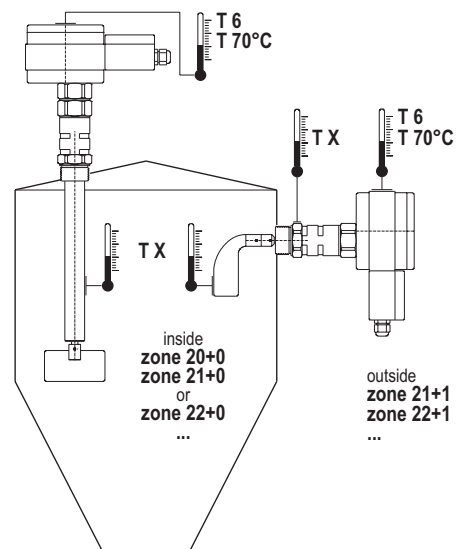 T 6
T 70°C
T X
T 6
T 70°C
T X
inside
zone 20+0
zone 21+0
or
zone 22+0
...
outside
zone 21+1
zone 22+1
...